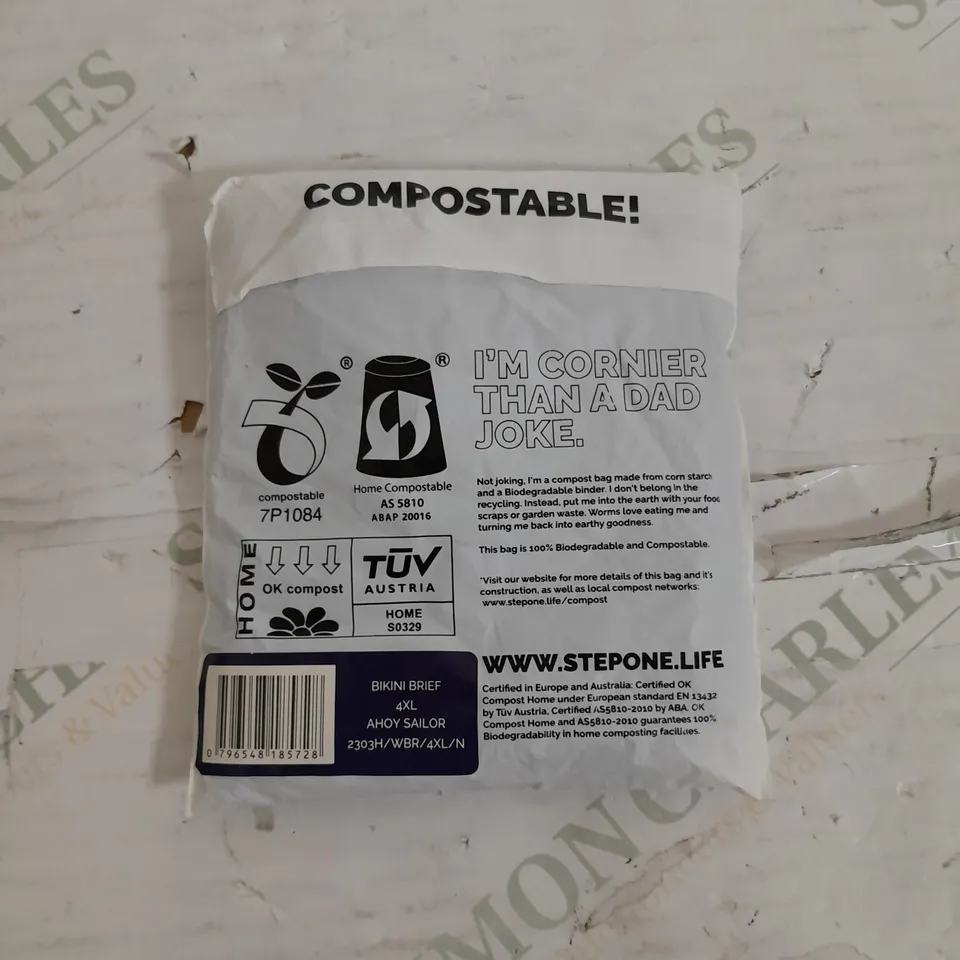 COMPOSTABLE!
I'M CORNIER
THAN A DAD
JOKE.
®
®
compostable
7P1084
Home Compostable
AS 5810
ABAP 20016
Not joking, I'm a compost bag made from corn starch
and a Biodegradable binder. I don't belong in the
recycling. Instead, put me into the earth with your food
scraps or garden waste. Worms love eating me and
turning me back into earthy goodness.
This bag is 100% Biodegradable and Compostable.
*Visit our website for more details of this bag and it's
construction, as well as local compost networks:
www.stepone.life/compost
HOME
OK compost
TŪV
AUSTRIA
HOME
S0329
BIKINI BRIEF
4XL
AHOY SAILOR
2303H/WBR/4XL/N
0 796548 185728
WWW.STEPONE.LIFE
Certified in Europe and Australia: Certified OK
Compost Home under European standard EN 13432
by Tüv Austria, Certified AS5810-2010 by ABA. OK
Compost Home and AS5810-2010 guarantees 100%
Biodegradability in home composting facilities.